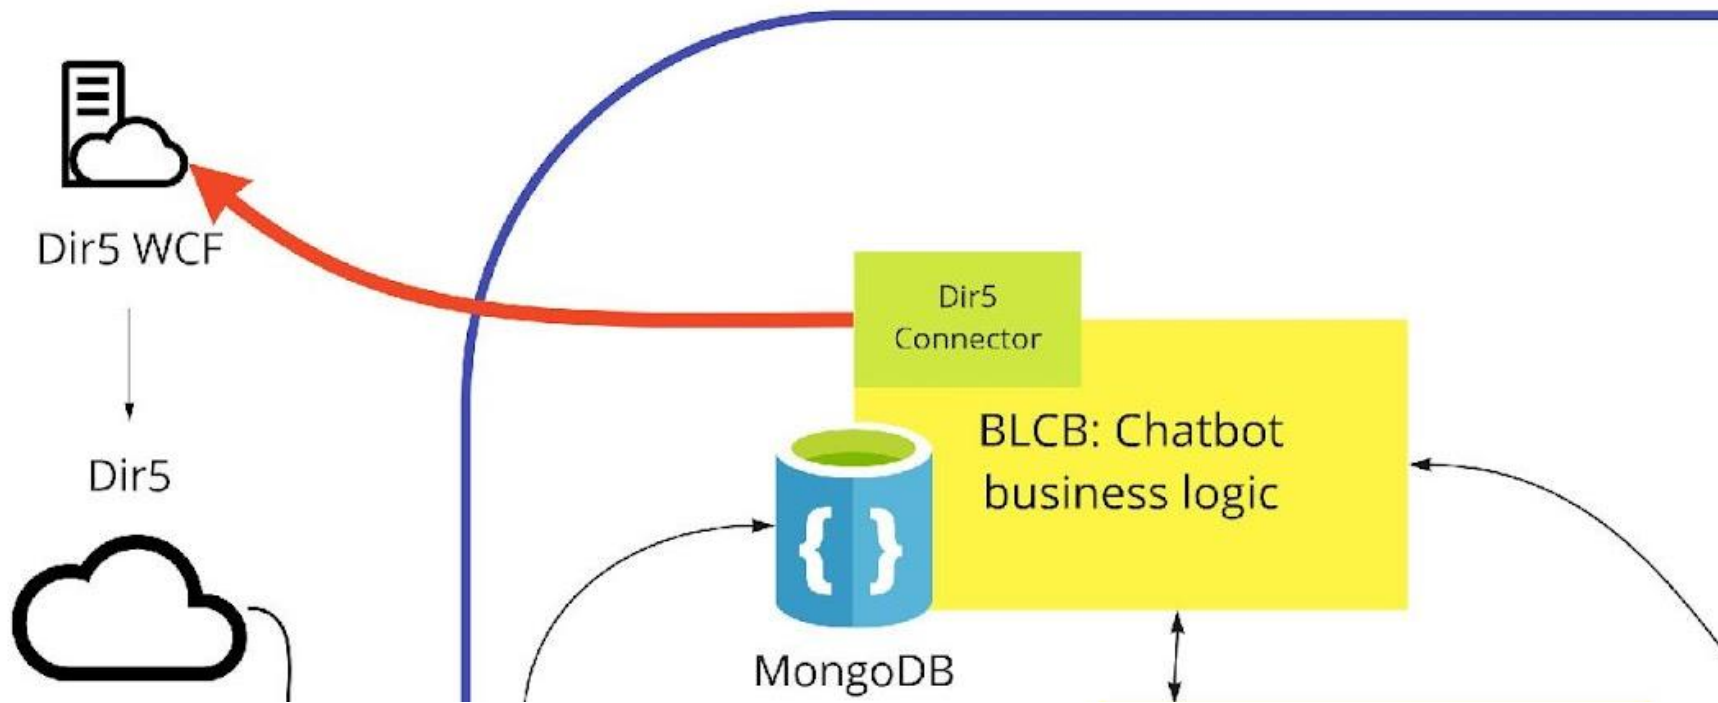 Dir5 WCF
Dir5
Connector
BLCB: Chatbot
business logic
Dir5
{ }
MongoDB